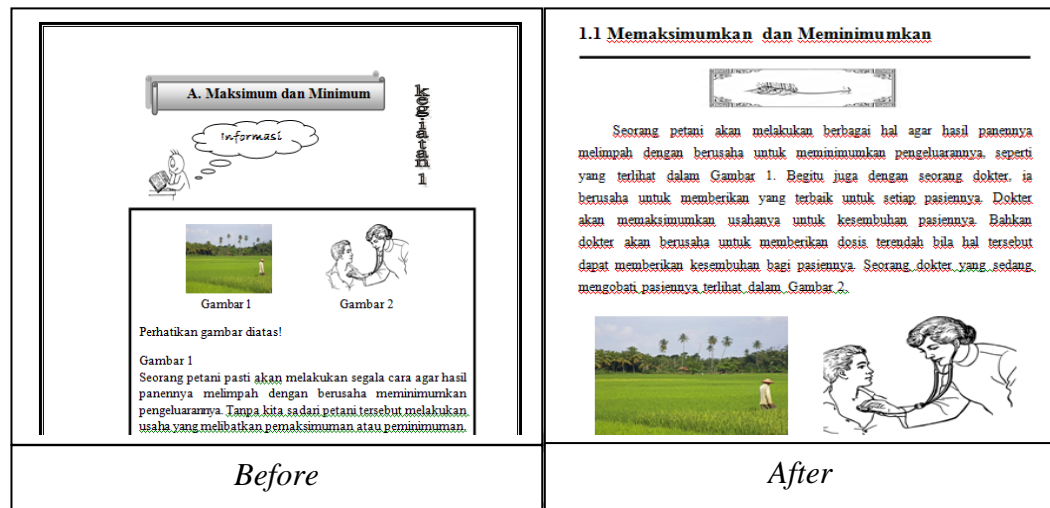 A. Maksimum dan Minimum
Informasi
Gambar 1
Gambar 2
Perhatikan gambar diatas!
Gambar 1
Seorang petani pasti akan melakukan segala cara agar hasil
panennya melimpah dengan berusaha meminimumkan
pengeluarannya. Tanpa kita sadari petani tersebut melakukan
usaha yang melibatkan pemaksimuman atau peminimuman.
Before
1.1 Memaksimumkan dan Meminimumkan
Seorang petani akan melakukan berbagai hal agar hasil panennya
melimpah dengan berusaha untuk meminimumkan pengeluarannya, seperti
yang terlihat dalam Gambar 1. Begitu juga dengan seorang dokter, ia
berusaha untuk memberikan yang terbaik untuk setiap pasiennya. Dokter
akan memaksimumkan usahanya untuk kesembuhan pasiennya. Bahkan
dokter akan berusaha untuk memberikan dosis terendah bila hal tersebut
dapat memberikan kesembuhan bagi pasiennya. Seorang dokter yang sedang
mengobati pasiennya terlihat dalam Gambar 2.
After